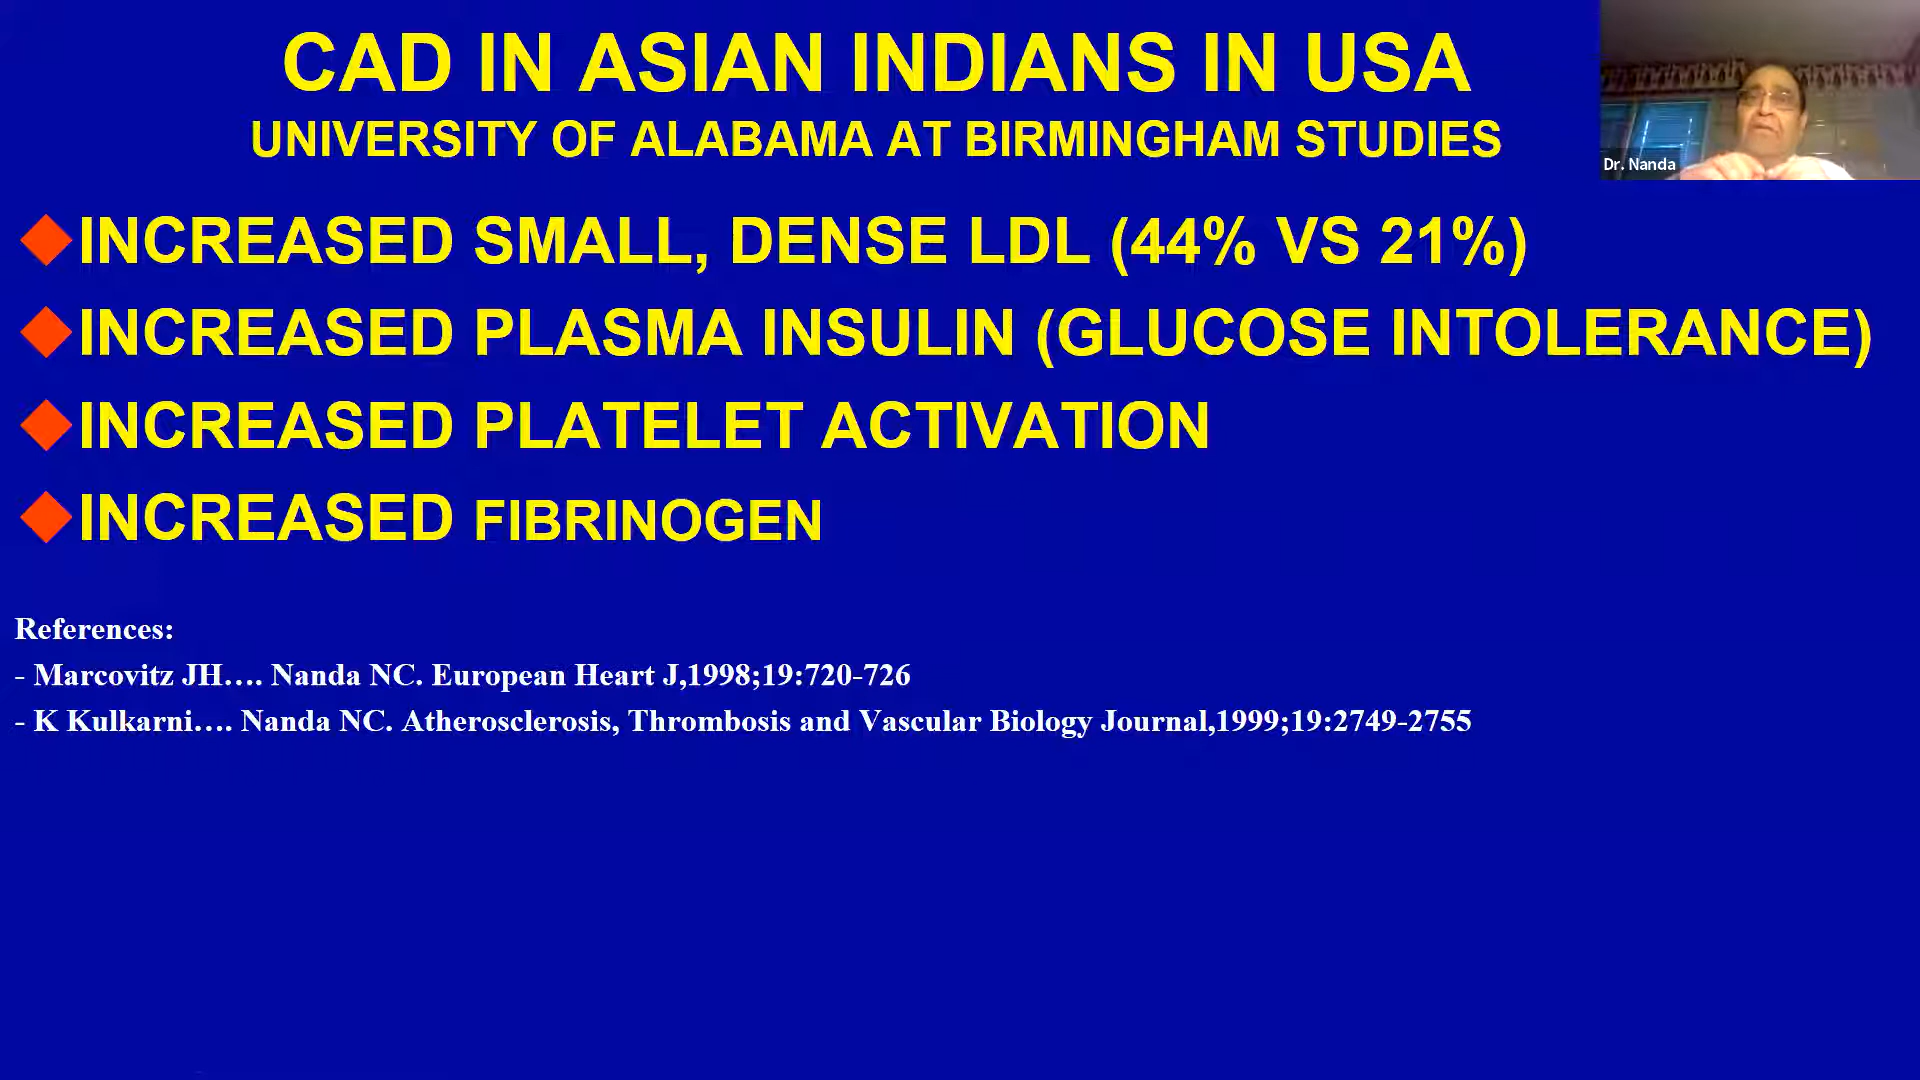 CAD IN ASIAN INDIANS IN USA
UNIVERSITY OF ALABAMA AT BIRMINGHAM STUDIES
Dr. Nanda
INCREASED SMALL, DENSE LDL (44% VS 21%)
INCREASED PLASMA INSULIN (GLUCOSE INTOLERANCE)
INCREASED PLATELET ACTIVATION
INCREASED FIBRINOGEN
References:
- Marcovitz JH…. Nanda NC. European Heart J,1998;19:720-726
- K Kulkarni…. Nanda NC. Atherosclerosis, Thrombosis and Vascular Biology Journal,1999;19:2749-2755